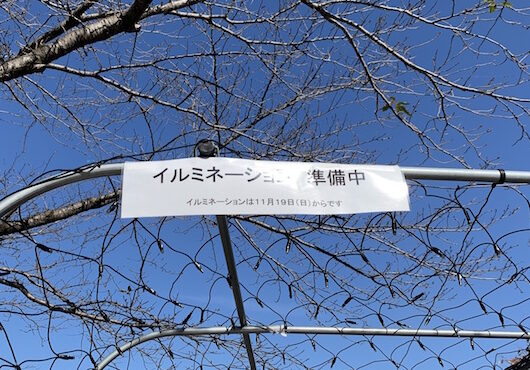 イルミネーション 準備中
イルミネーションは11月19日(日)からです